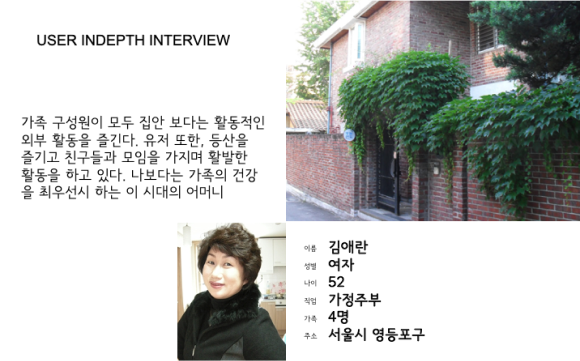 USER INDEPTH INTERVIEW
가족 구성원이 모두 집안 보다는 활동적인
외부 활동을 즐긴다. 유저 또한, 등산을
즐기고 친구들과 모임을 가지며 활발한
활동을 하고 있다. 나보다는 가족의 건강
을 최우선시 하는 이 시대의 어머니
이름 김애란
성별 여자
나이 52
직업 가정주부
가족 4명
주소 서울시 영등포구